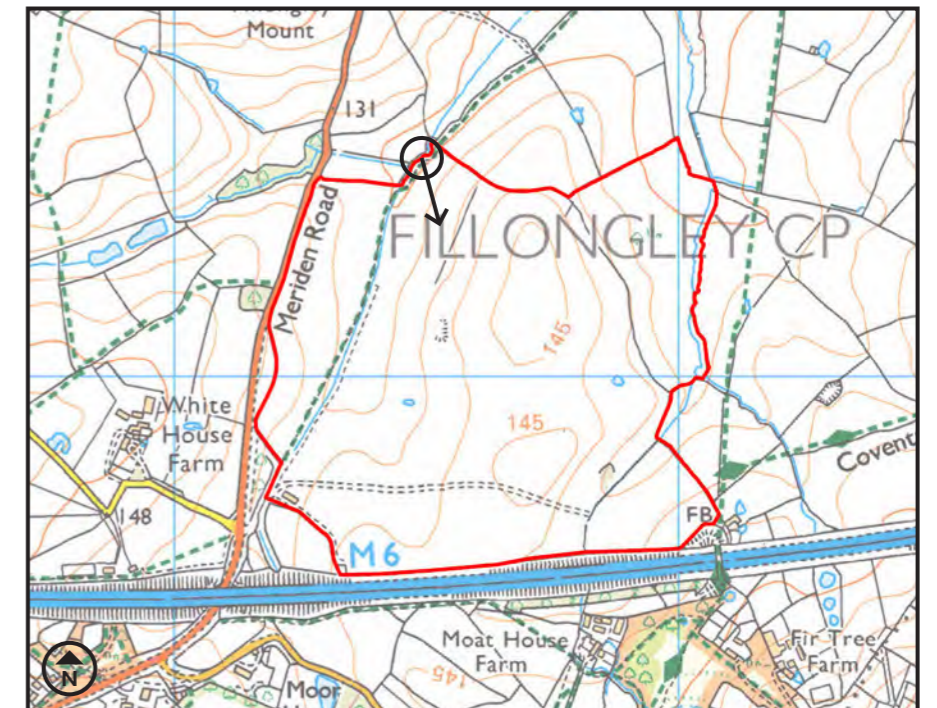 Mount
131
Meriden Road
FILLONGLEY CP
145
White
House
Farm
145
148
Covent
FB
M6
Moat House
Farm
Fir Tree
Farm
145
Moor
N